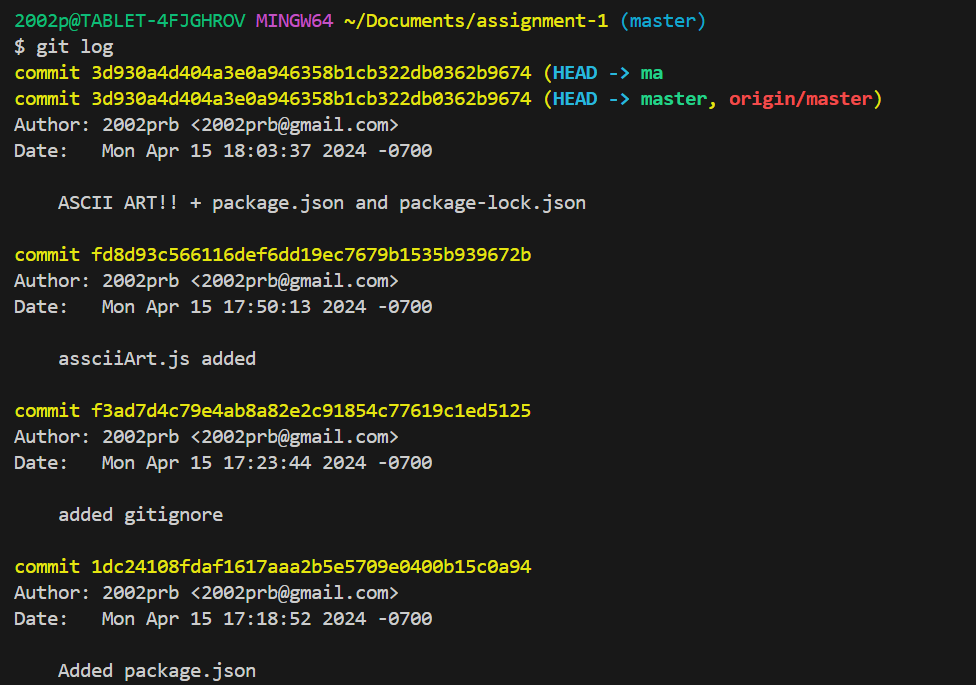 2002p@TABLET-4FJGHROV MINGW64 ~/Documents/assignment-1 (master)
$ git log
commit 3d930a4d404a3e0a946358b1cb322db0362b9674 (HEAD -> ma
commit 3d930a4d404a3e0a946358b1cb322db0362b9674 (HEAD -> master, origin/master)
Author: 2002prb <2002prb@gmail.com>
Date:   Mon Apr 15 18:03:37 2024 -0700
    ASCII ART!! + package.json and package-lock.json
commit fd8d93c566116def6dd19ec7679b1535b939672b
Author: 2002prb <2002prb@gmail.com>
Date:   Mon Apr 15 17:50:13 2024 -0700
    assciiArt.js added
commit f3ad7d4c79e4ab8a82e2c91854c77619c1ed5125
Author: 2002prb <2002prb@gmail.com>
Date:   Mon Apr 15 17:23:44 2024 -0700
    added gitignore
commit 1dc24108fdaf1617aaa2b5e5709e0400b15c0a94
Author: 2002prb <2002prb@gmail.com>
Date:   Mon Apr 15 17:18:52 2024 -0700
    Added package.json